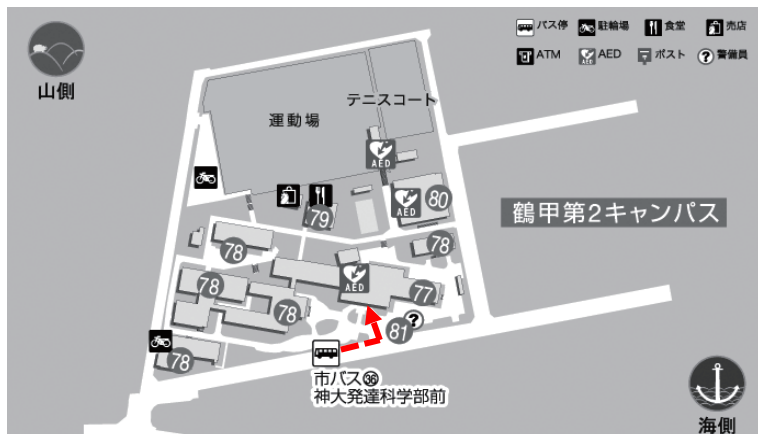 バス停
駐輪場
食堂
売店
ATM
AED
ポスト
? 警備員
山側
テニスコート
運動場
AED
AED
80
79
鶴甲第2キャンパス
78
78
AED
78
77
78
?
81
78
市バス㊱
神大発達科学部前
海側